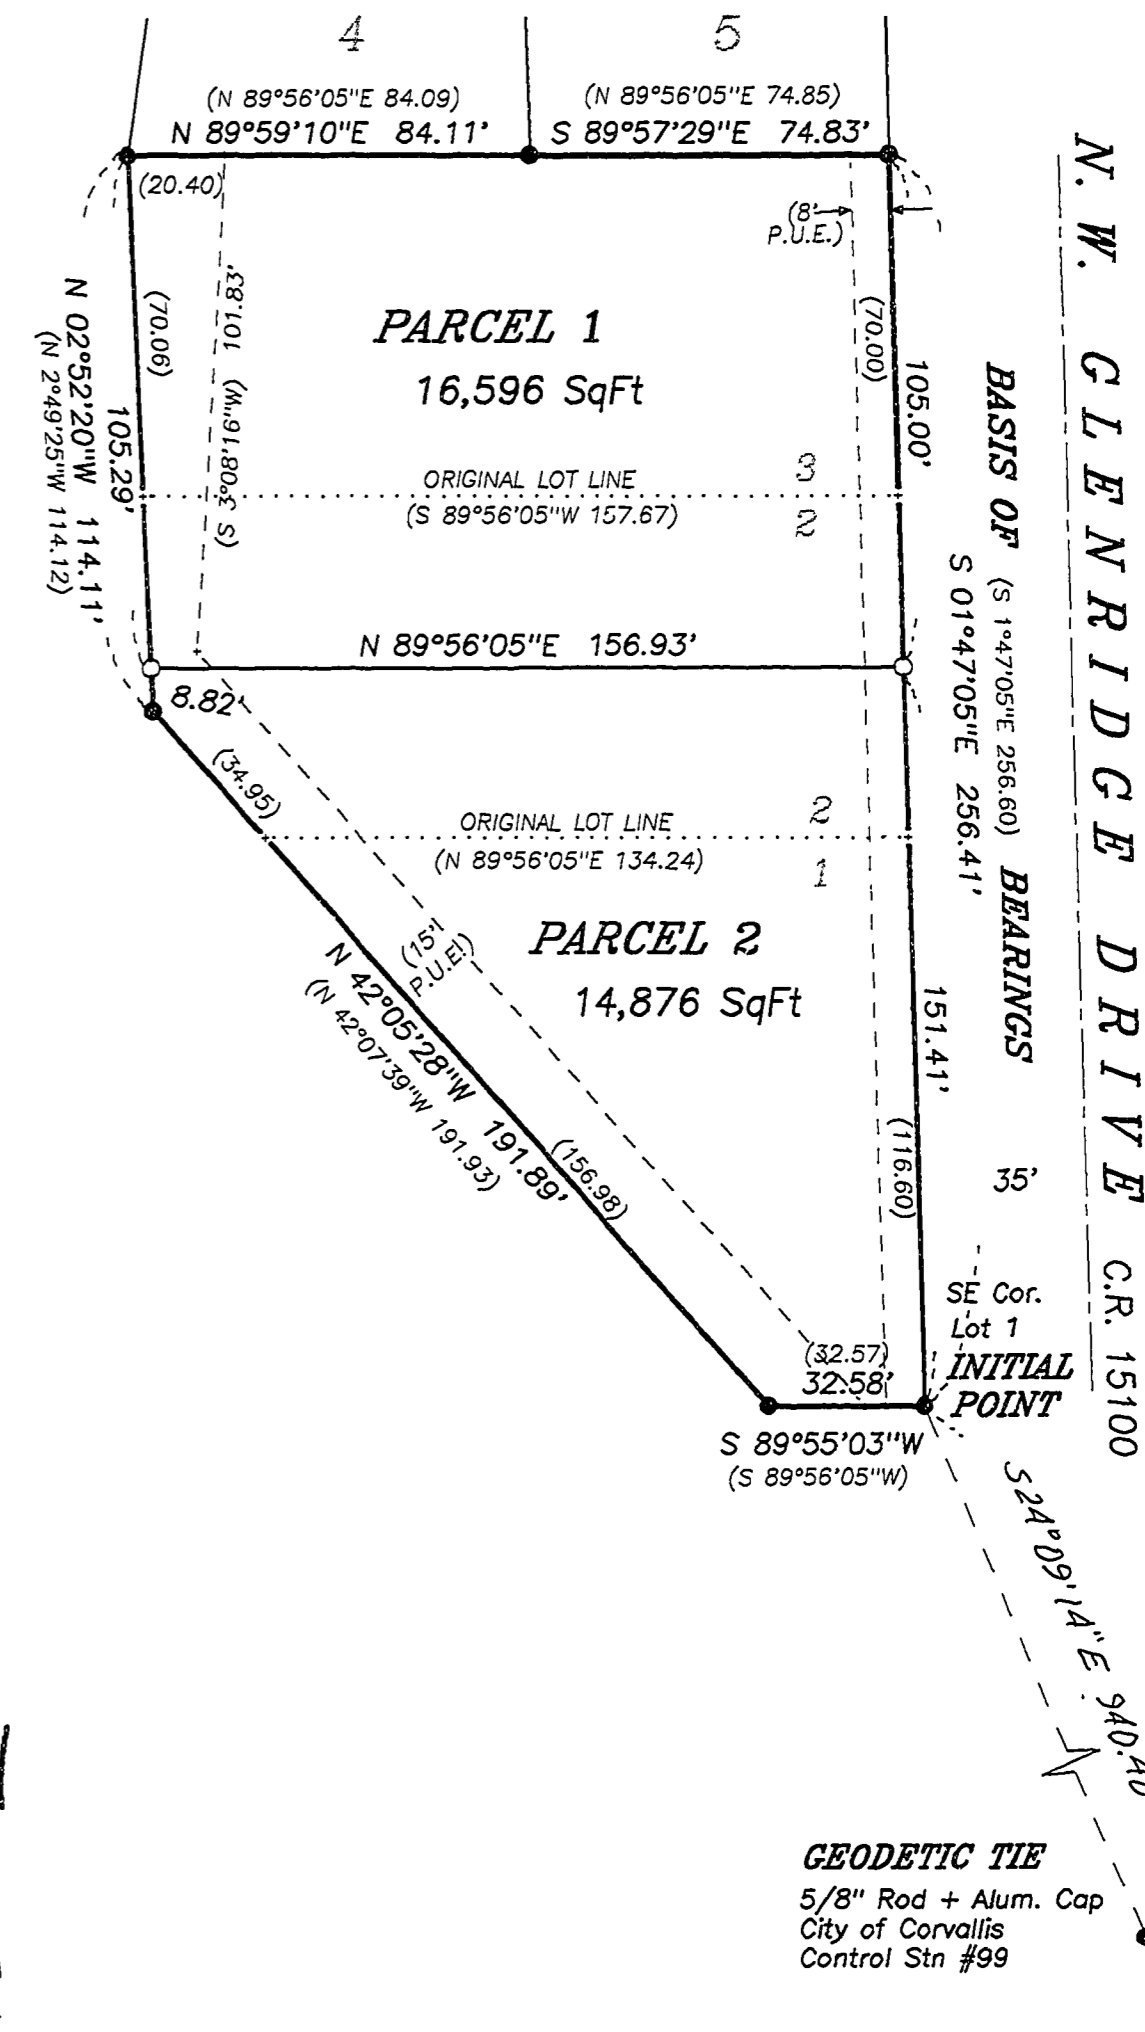 4
5
(N 89°56'05"E 84.09)
(N 89°56'05"E 74.85)
N 89°59'10"E 84.11'
S 89°57'29"E 74.83'
(20.40)
(8'
P.U.E.)
N 02°52'20"W 114.11'
(N 2°49'25"W 114.12)
(70.06)
105.29'
(S 3°08'16"W) 101.83'
PARCEL 1
16,596 SqFt
(70.00)
105.00'
ORIGINAL LOT LINE
3
(S 89°56'05"W 157.67)
2
N 89°56'05"E 156.93'
8.82'
(34.95)
ORIGINAL LOT LINE
2
(N 89°56'05"E 134.24)
1
PARCEL 2
14,876 SqFt
(15'
P.U.E.)
N 42°05'28"W 191.89'
(N 42°07'39"W 191.93)
(156.98)
151.41'
(116.60)
BASIS OF (S 1°47'05"E 256.60) BEARINGS
S 01°47'05"E 256.41'
N. W. GLENRIDGE DRIVE C.R. 15100
35'
SE Cor.
Lot 1
INITIAL
POINT
(32.57)
32.58'
S 89°55'03"W
(S 89°56'05"W)
S24°09'14"E 940.40
GEODETIC TIE
5/8" Rod + Alum. Cap
City of Corvallis
Control Stn #99